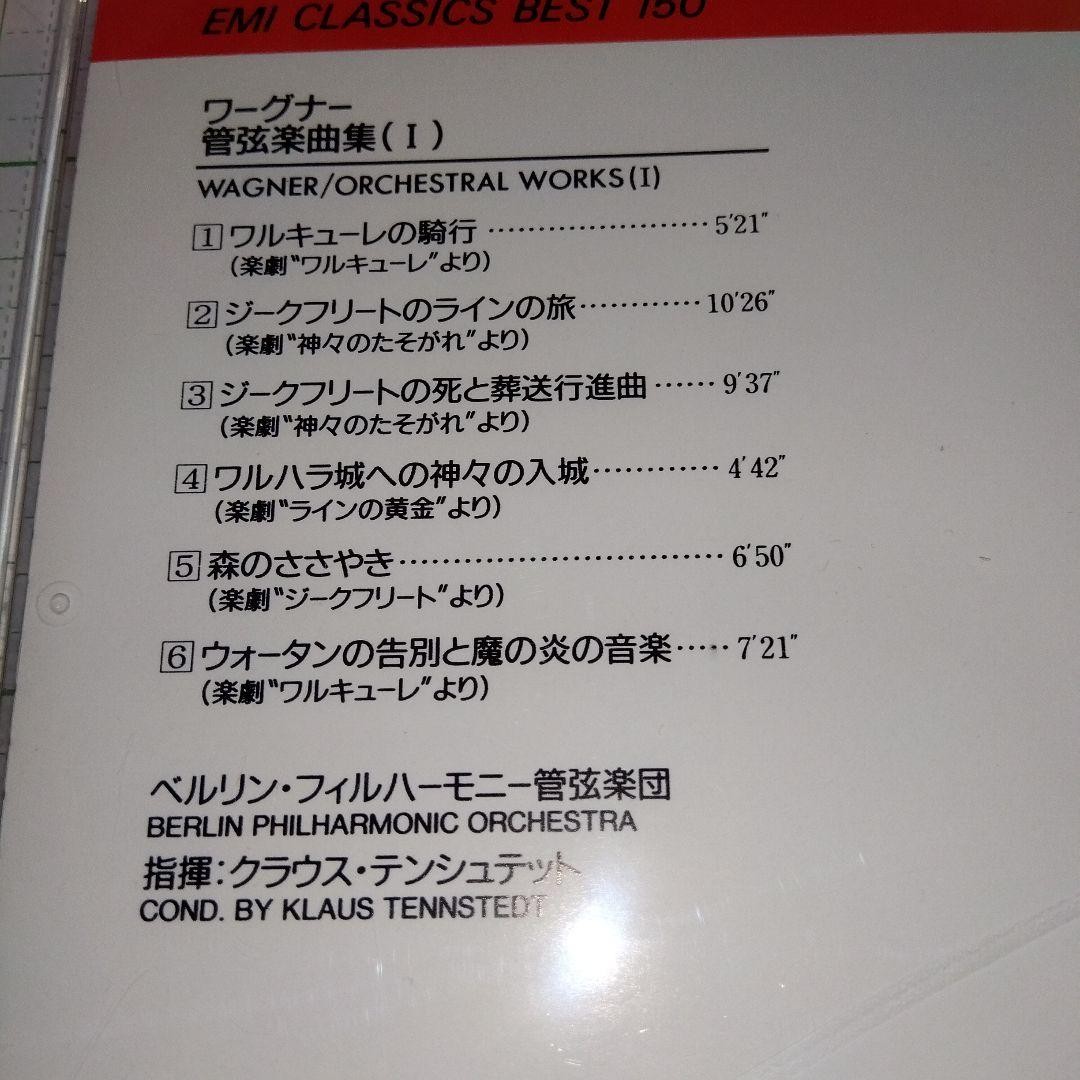 EMI CLASSICS BEST 150
ワーグナー
管弦楽曲集(I)
WAGNER/ORCHESTRAL WORKS(I)
1 ワルキューレの騎行 ······················ 5'21"
(楽劇“ワルキューレ”より)
2 ジークフリートのラインの旅 ············ 10'26"
(楽劇“神々のたそがれ”より)
3 ジークフリートの死と葬送行進曲 ······ 9'37"
(楽劇“神々のたそがれ”より)
4 ワルハラ城への神々の入城 ············· 4'42"
(楽劇“ラインの黄金”より)
5 森のささやき ································ 6'50"
(楽劇“ジークフリート”より)
6 ウォータンの告別と魔の炎の音楽 ····· 7'21"
(楽劇“ワルキューレ”より)
ベルリン・フィルハーモニー管弦楽団
BERLIN PHILHARMONIC ORCHESTRA
指揮:クラウス・テンシュテット
COND. BY KLAUS TENNSTEDT